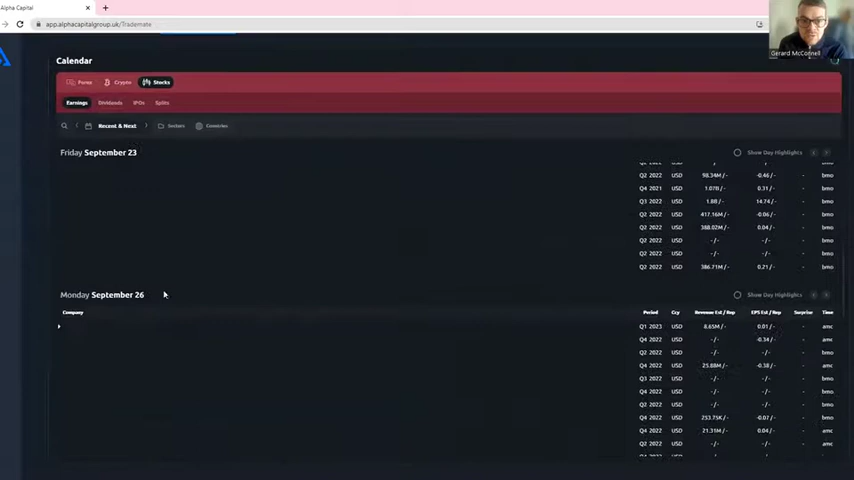 Alpha Capital × +
app.alphacapitalgroup.uk/Trademate
Gerard McConnell
Calendar
Forex Crypto Stocks
Earnings Dividends IPOs Splits
Recent & Next Sectors Countries
Friday September 23 Show Day Highlights
Q2 2022 USD 98.34M /- -0.46 /- - bmo
Q4 2021 USD 1.07B /- 0.31 /- - bmo
Q3 2022 USD 1.8B /- 14.74 /- - bmo
Q2 2022 USD 417.16M /- -0.06 /- - bmo
Q2 2022 USD 388.02M /- 0.04 /- - bmo
Q2 2022 USD - /- - /- - bmo
Q2 2022 USD - /- - /- - bmo
Q2 2022 USD 386.71M /- 0.21 /- - bmo
Monday September 26 Show Day Highlights
Company Period Ccy Revenue Est / Rep EPS Est / Rep Surprise Time
Q1 2023 USD 8.65M /- 0.01 /- - amc
Q4 2022 USD - /- -0.34 /- - amc
Q2 2022 USD - /- - /- - bmo
Q4 2022 USD 25.88M /- -0.38 /- - amc
Q3 2022 USD - /- - /- - bmo
Q4 2022 USD - /- - /- - bmo
Q2 2022 USD - /- - /- - bmo
Q4 2022 USD 253.75K /- -0.07 /- - bmo
Q4 2022 USD 21.31M /- 0.04 /- - amc
Q2 2022 USD - /- - /- - bmo